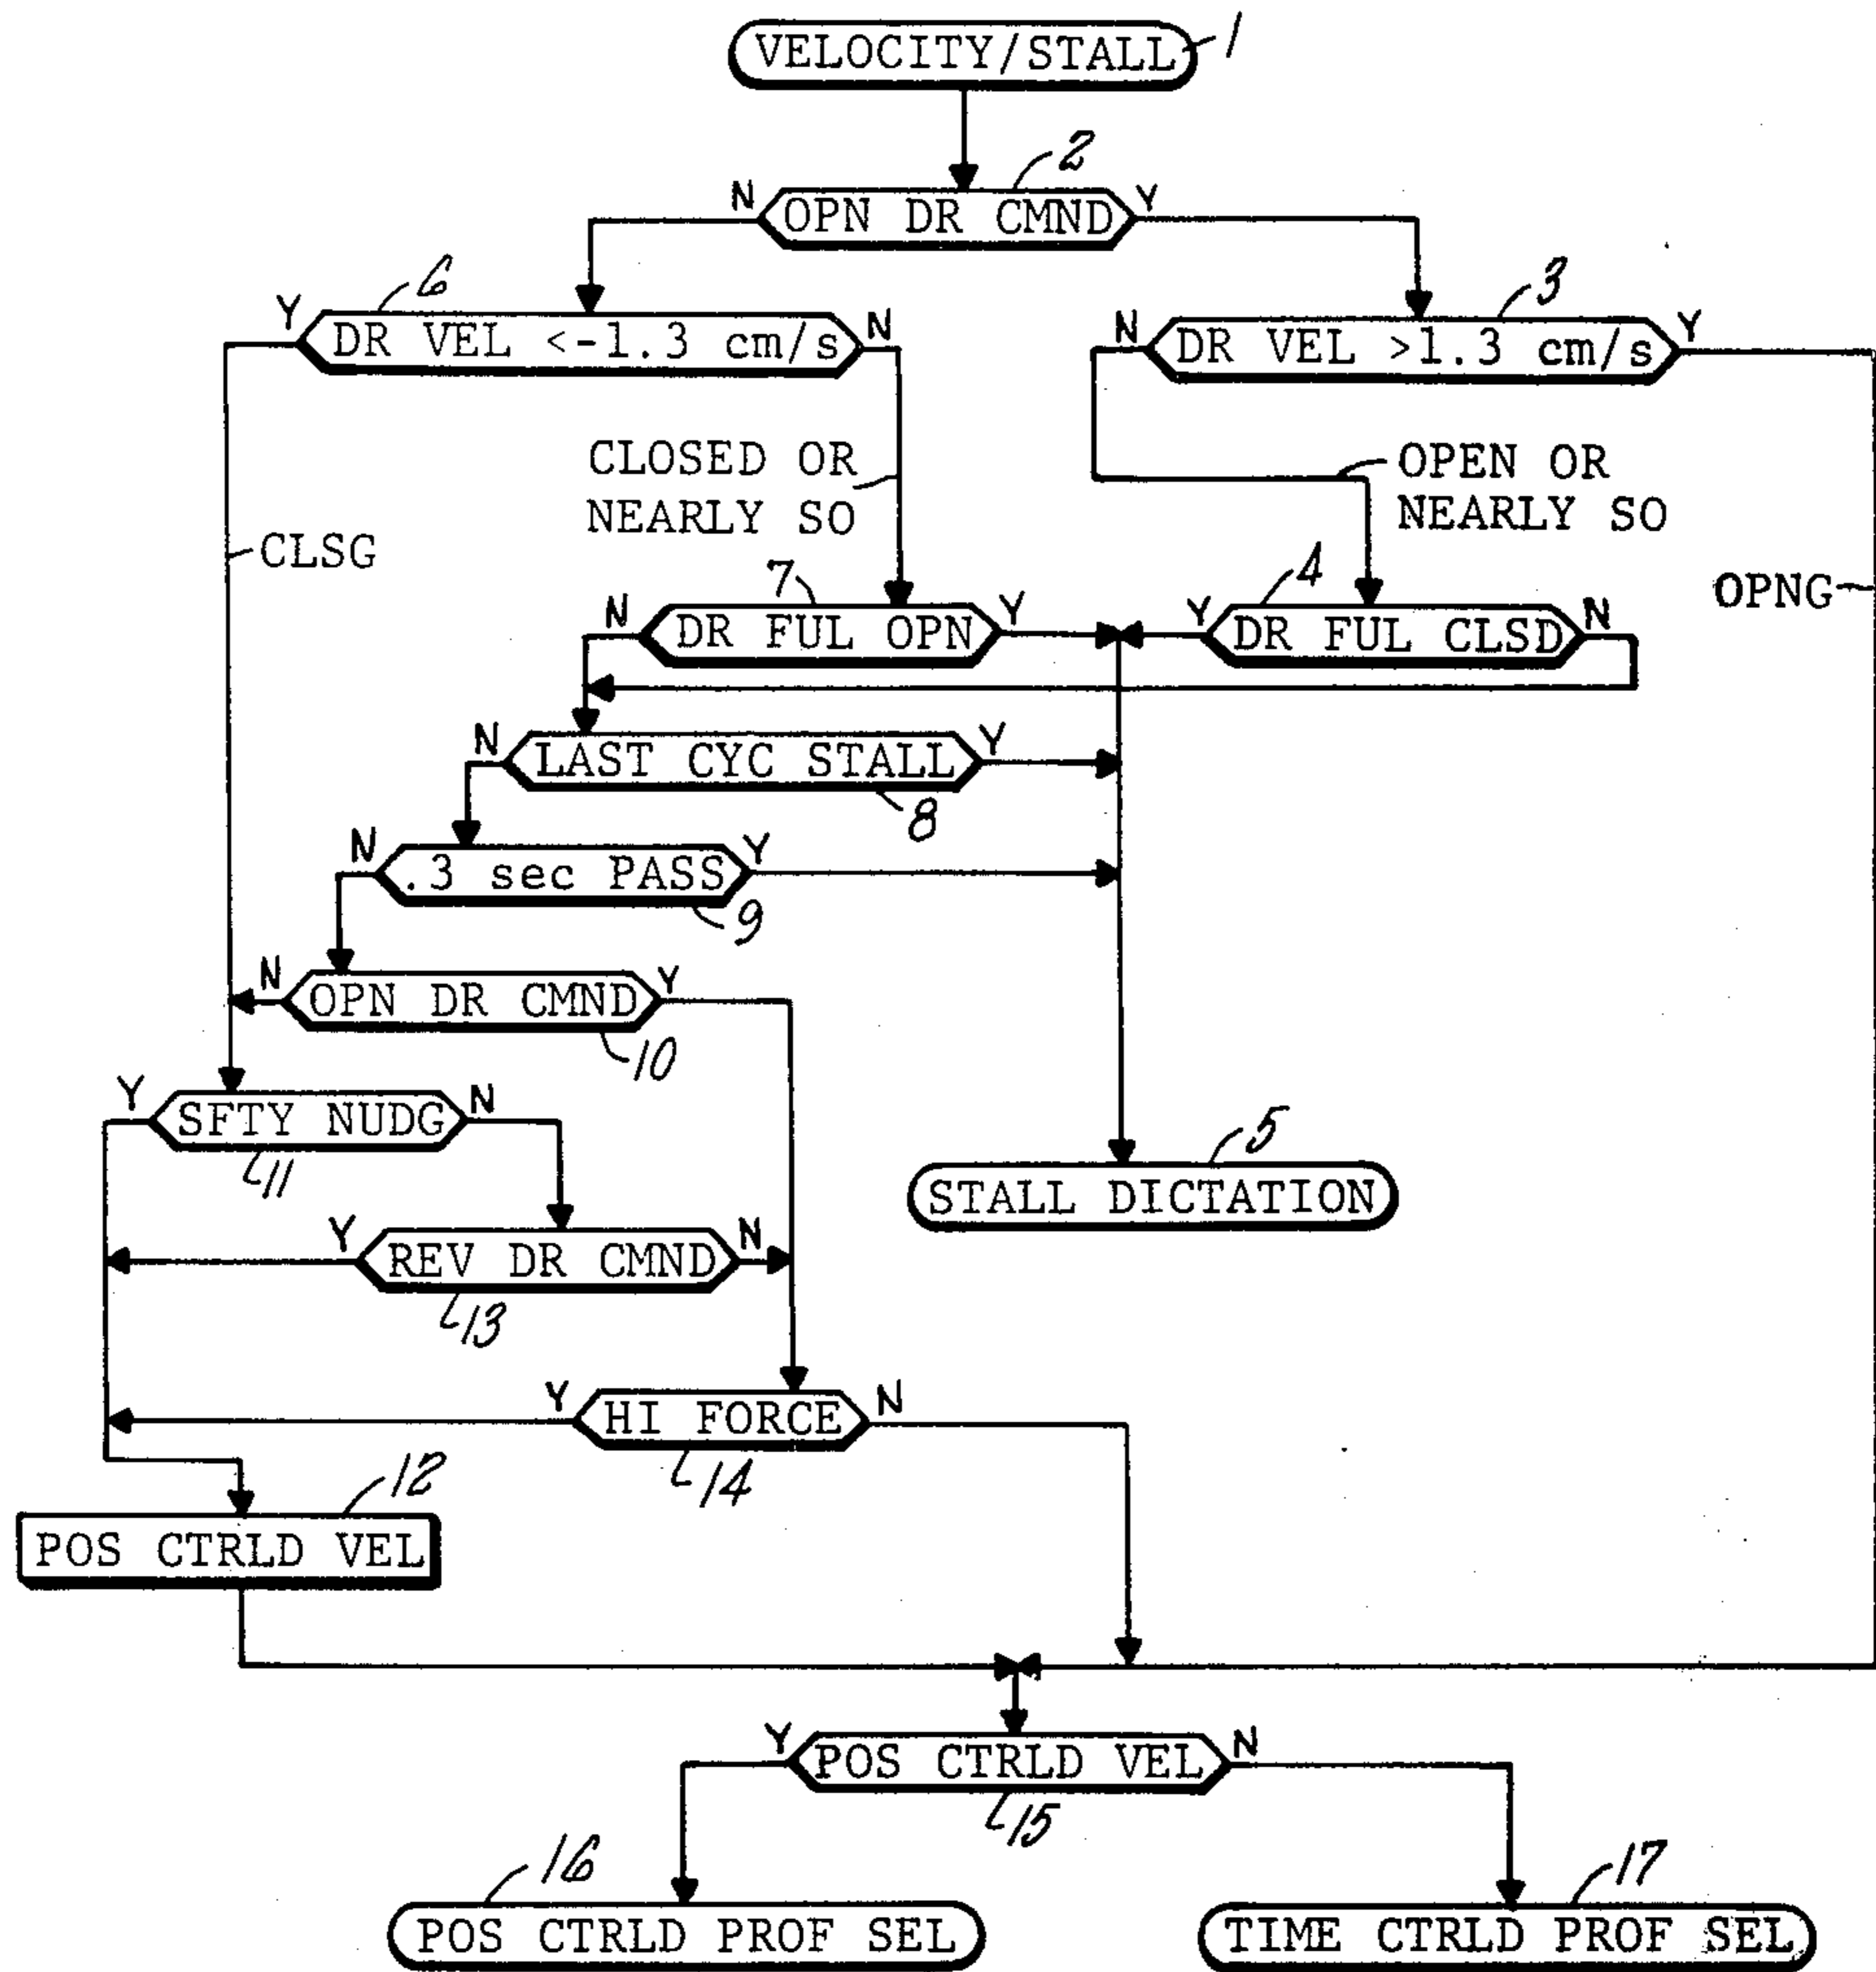 VELOCITY/STALL 1
2
N OPN DR CMND Y
6
Y DR VEL <-1.3 cm/s N
3
N DR VEL >1.3 cm/s Y
CLOSED OR
NEARLY SO
OPEN OR
NEARLY SO
CLSG
OPNG
7
N DR FUL OPN Y
4
Y DR FUL CLSD N
N LAST CYC STALL Y
8
N .3 sec PASS Y
9
N OPN DR CMND Y
10
Y SFTY NUDG N
11
5
STALL DICTATION
Y REV DR CMND N
13
Y HI FORCE N
14
12
POS CTRLD VEL
Y POS CTRLD VEL N
15
16
POS CTRLD PROF SEL
17
TIME CTRLD PROF SEL